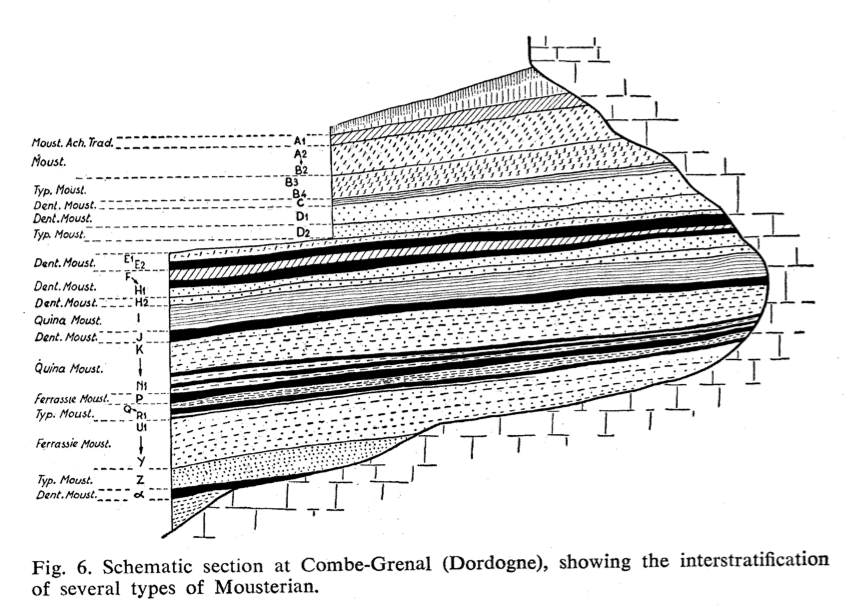 Moust. Ach. Trad. A1
Moust. A2
B2
B3
Typ. Moust. B4
Dent. Moust. C
Dent. Moust. D1
Typ. Moust. D2
Dent. Moust. E1 E2
F
Dent. Moust. H1
Dent. Moust. H2
Quina Moust. I
Dent. Moust. J
K
Quina Moust.
N1
Ferrassie Moust. P
Q
Typ. Moust. R1
U1
Ferrassie Moust.
Y
Typ. Moust. Z
Dent. Moust. α
Fig. 6. Schematic section at Combe-Grenal (Dordogne), showing the interstratification
of several types of Mousterian.